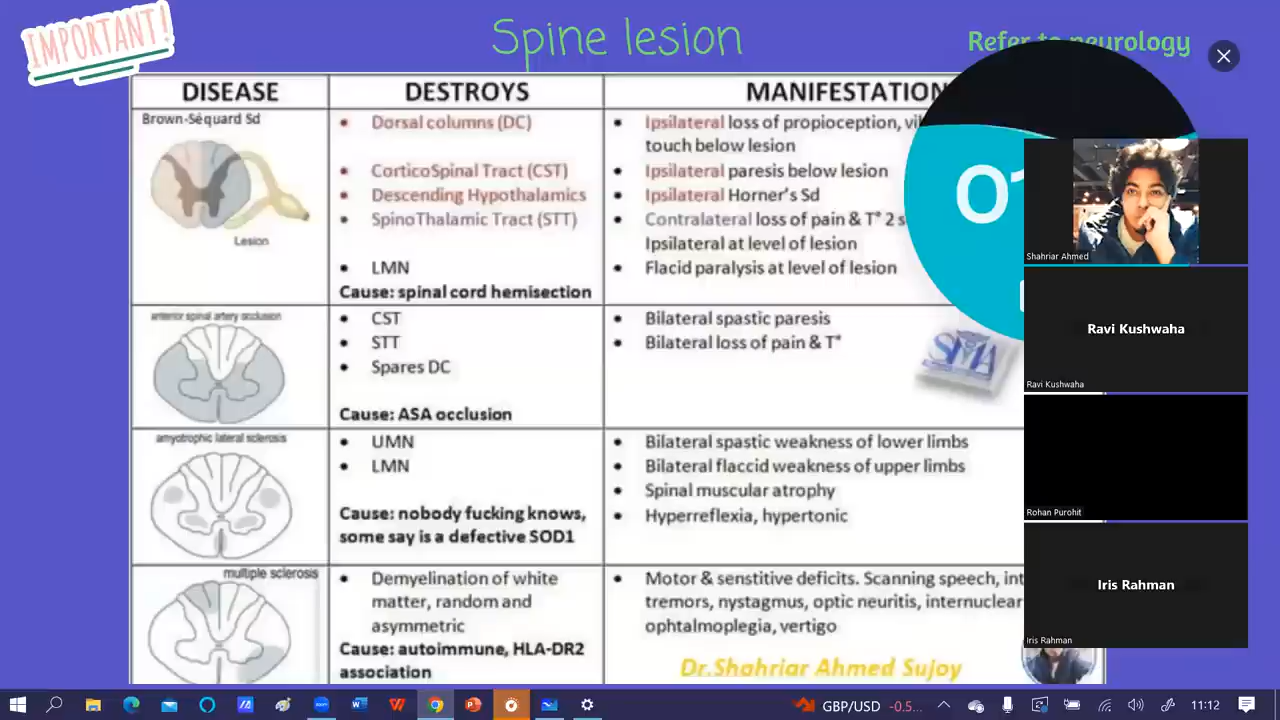 IMPORTANT!
Spine lesion
Refer to neurology
DISEASE
DESTROYS
MANIFESTATION
Brown-Séquard Sd
Lesion
Dorsal columns (DC)
CorticoSpinal Tract (CST)
Descending Hypothalamics
SpinoThalamic Tract (STT)
LMN
Cause: spinal cord hemisection
Ipsilateral loss of propioception,
touch below lesion
Ipsilateral paresis below lesion
Ipsilateral Horner's Sd
Contralateral loss of pain & T° 2
Ipsilateral at level of lesion
Flacid paralysis at level of lesion
anterior spinal artery occlusion
CST
STT
Spares DC
Cause: ASA occlusion
Bilateral spastic paresis
Bilateral loss of pain & T°
SMA
amyotrophic lateral sclerosis
UMN
LMN
Cause: nobody fucking knows,
some say is a defective SOD1
Bilateral spastic weakness of lower limbs
Bilateral flaccid weakness of upper limbs
Spinal muscular atrophy
Hyperreflexia, hypertonic
multiple sclerosis
Demyelination of white
matter, random and
asymmetric
Cause: autoimmune, HLA-DR2
association
Motor & senstitive deficits. Scanning speech,
tremors, nystagmus, optic neuritis, internuclear
ophtalmoplegia, vertigo
Dr.Shahriar Ahmed Sujoy
Shahriar Ahmed
Ravi Kushwaha
Ravi Kushwaha
Rohan Purohit
Iris Rahman
Iris Rahman
GBP/USD -0.5...
11:12